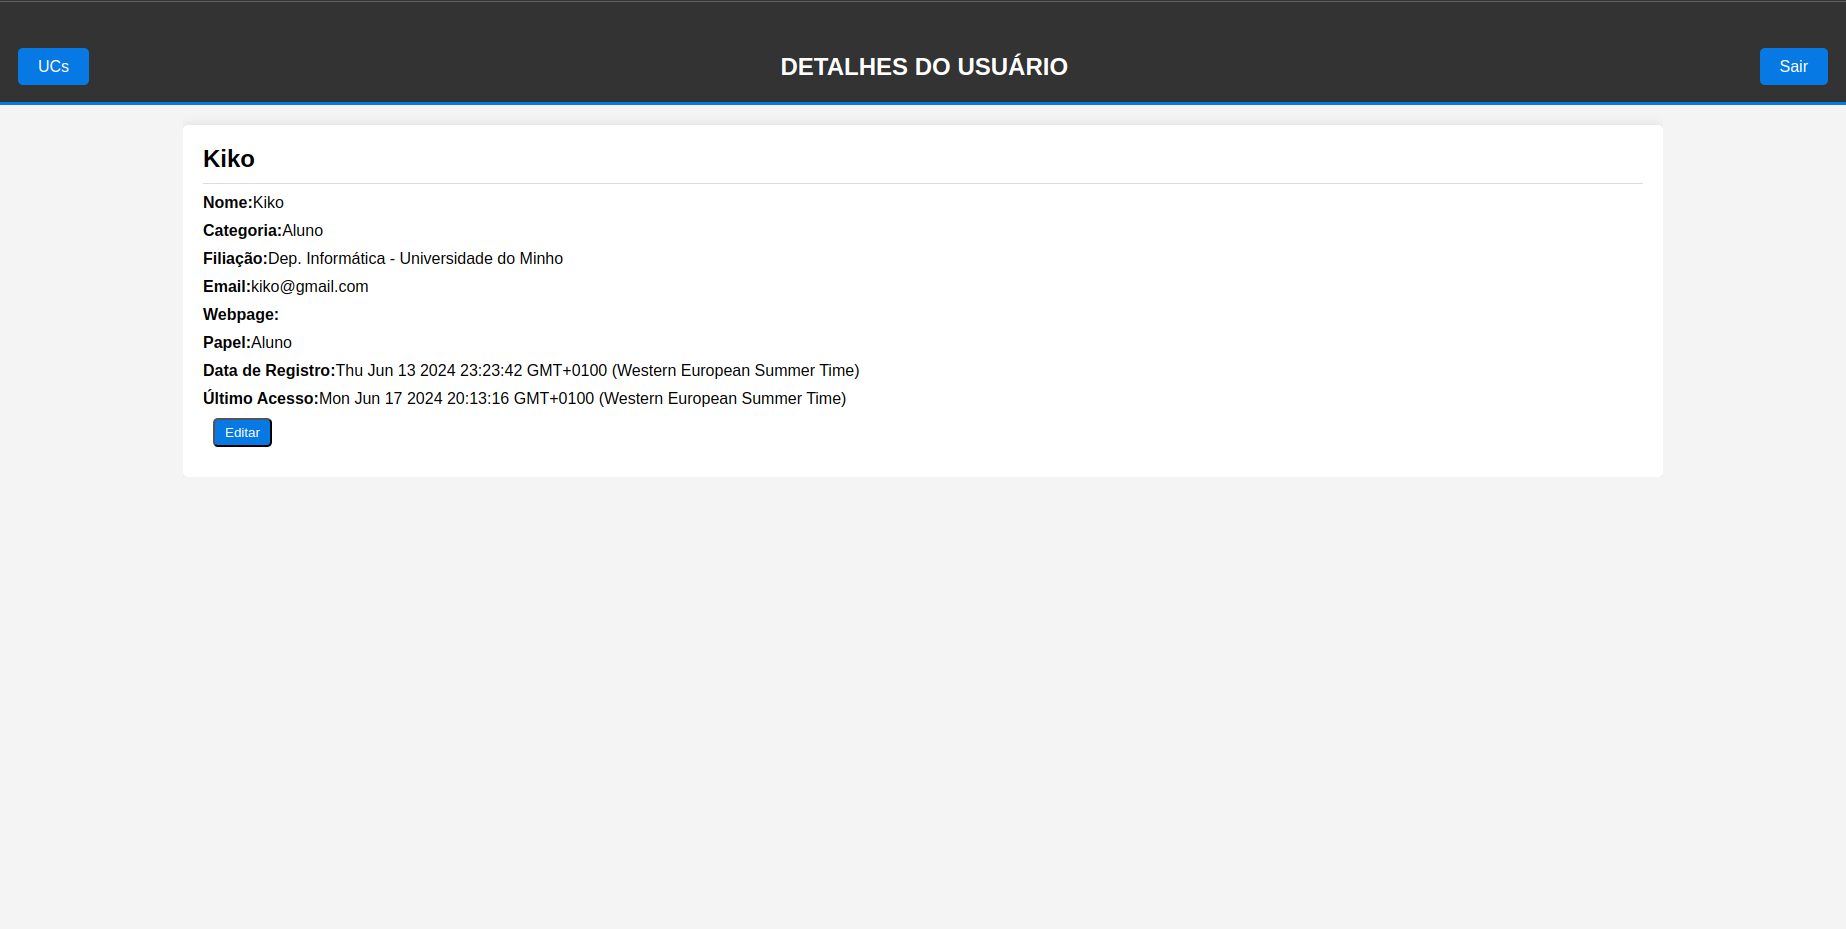 UCs
DETALHES DO USUÁRIO
Sair
Kiko
Nome:Kiko
Categoria:Aluno
Filiação:Dep. Informática - Universidade do Minho
Email:kiko@gmail.com
Webpage:
Papel:Aluno
Data de Registro:Thu Jun 13 2024 23:23:42 GMT+0100 (Western European Summer Time)
Último Acesso:Mon Jun 17 2024 20:13:16 GMT+0100 (Western European Summer Time)
Editar